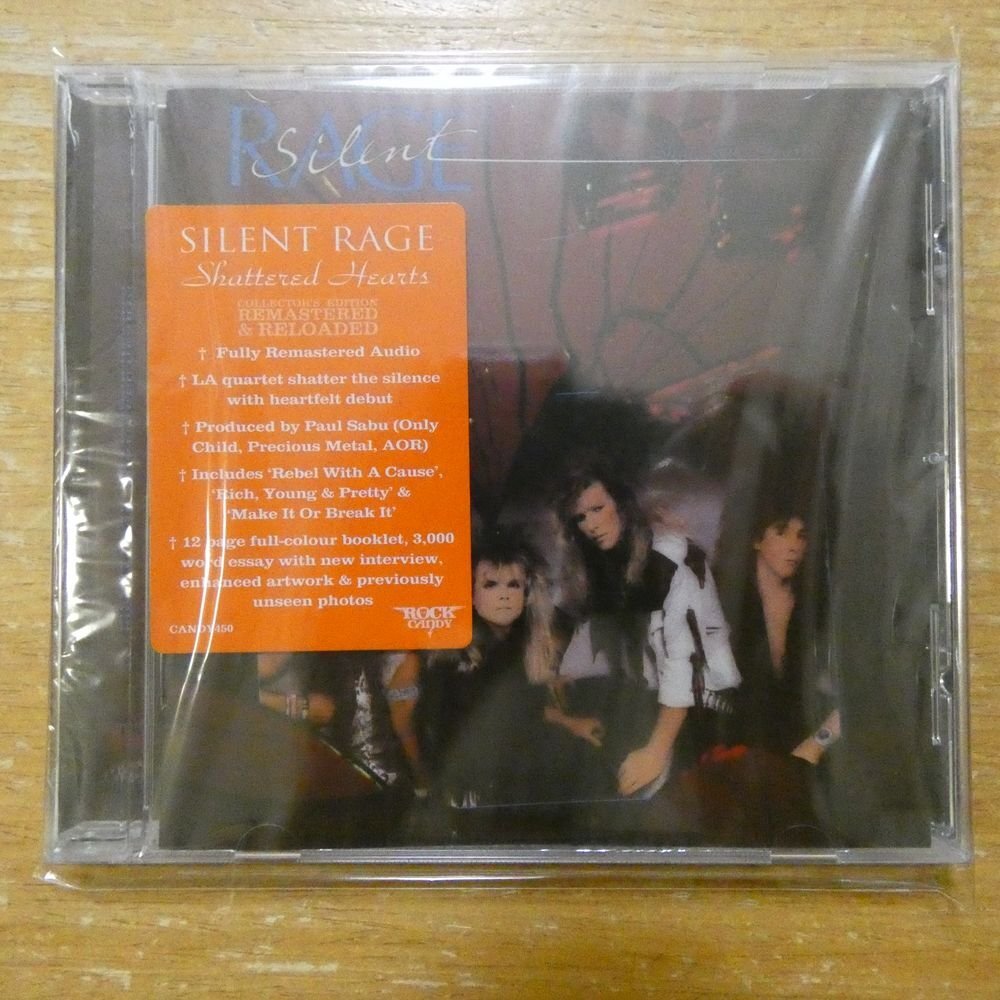 RAGE
Silent
SILENT RAGE
Shattered Hearts
COLLECTOR'S EDITION
REMASTERED
& RELOADED
† Fully Remastered Audio
† LA quartet shatter the silence
with heartfelt debut
† Produced by Paul Sabu (Only
Child, Precious Metal, AOR)
† Includes ‘Rebel With A Cause’,
‘Rich, Young & Pretty’ &
‘Make It Or Break It’
† 12 page full-colour booklet, 3,000
word essay with new interview,
enhanced artwork & previously
unseen photos
CANDY450
ROCK
CANDY